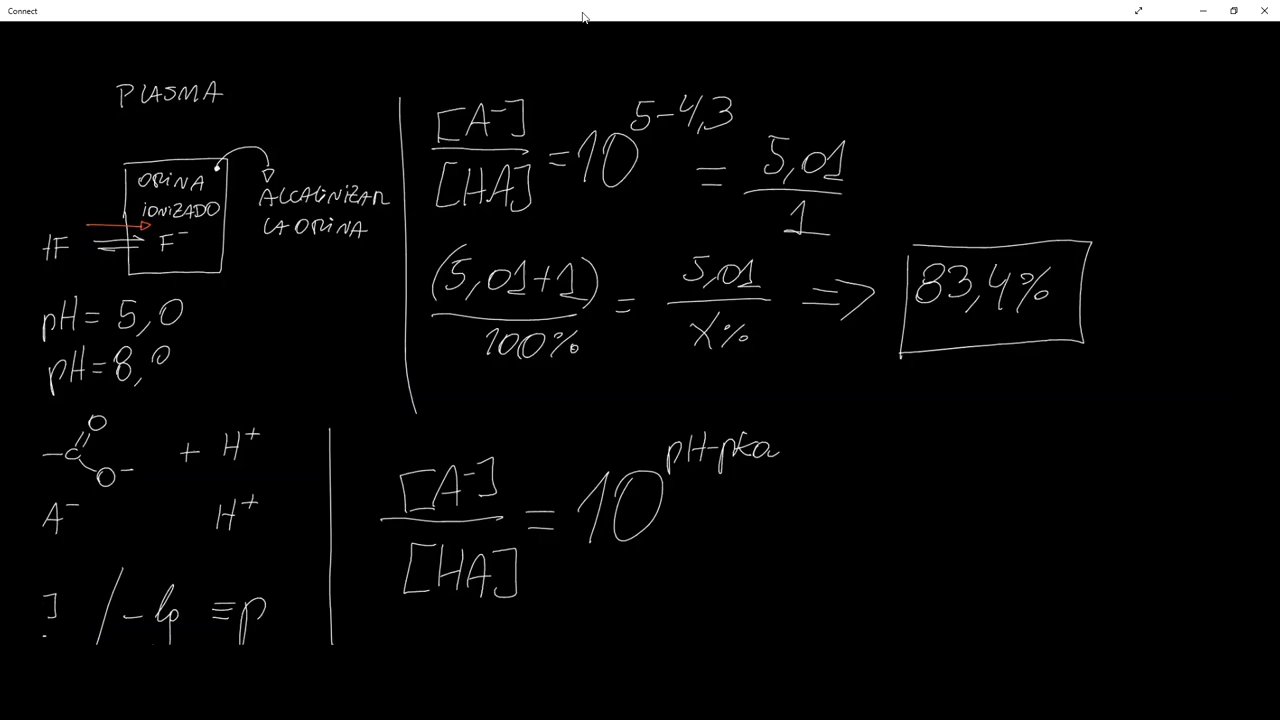 Connect
PLASMA
ORINA
IONIZADO
HF ⇌ F⁻
ALCALINIZAR
LA ORINA
pH = 5,0
pH = 8,0
[A⁻]/[HA] = 10^(5-4,3) = 5,01/1
(5,01+1)/100% = 5,01/X% => 83,4%
-C=O O⁻ + H⁺
A⁻ H⁺
] / -lg ≡ p
[A⁻]/[HA] = 10^(pH-pKa)